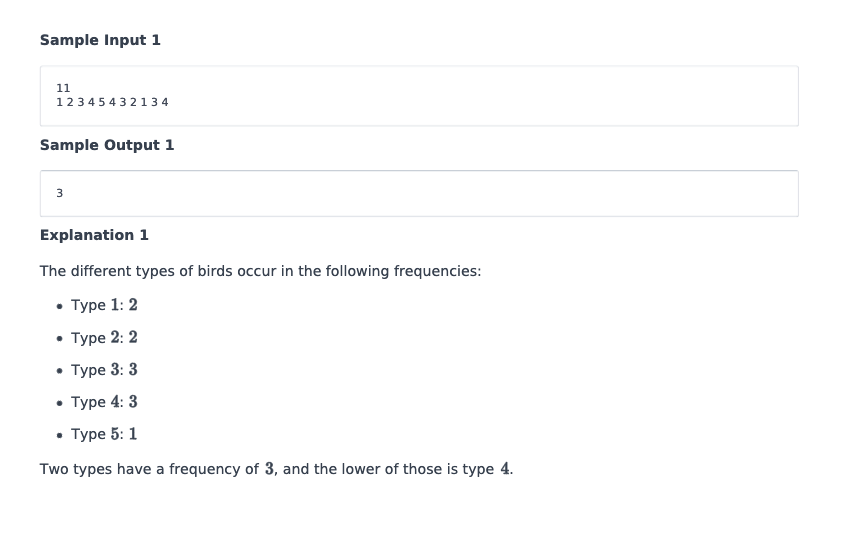 Sample Input 1
11
1 2 3 4 5 4 3 2 1 3 4
Sample Output 1
3
Explanation 1
The different types of birds occur in the following frequencies:
• Type 1: 2
• Type 2: 2
• Type 3: 3
• Type 4: 3
• Type 5: 1
Two types have a frequency of 3, and the lower of those is type 4.